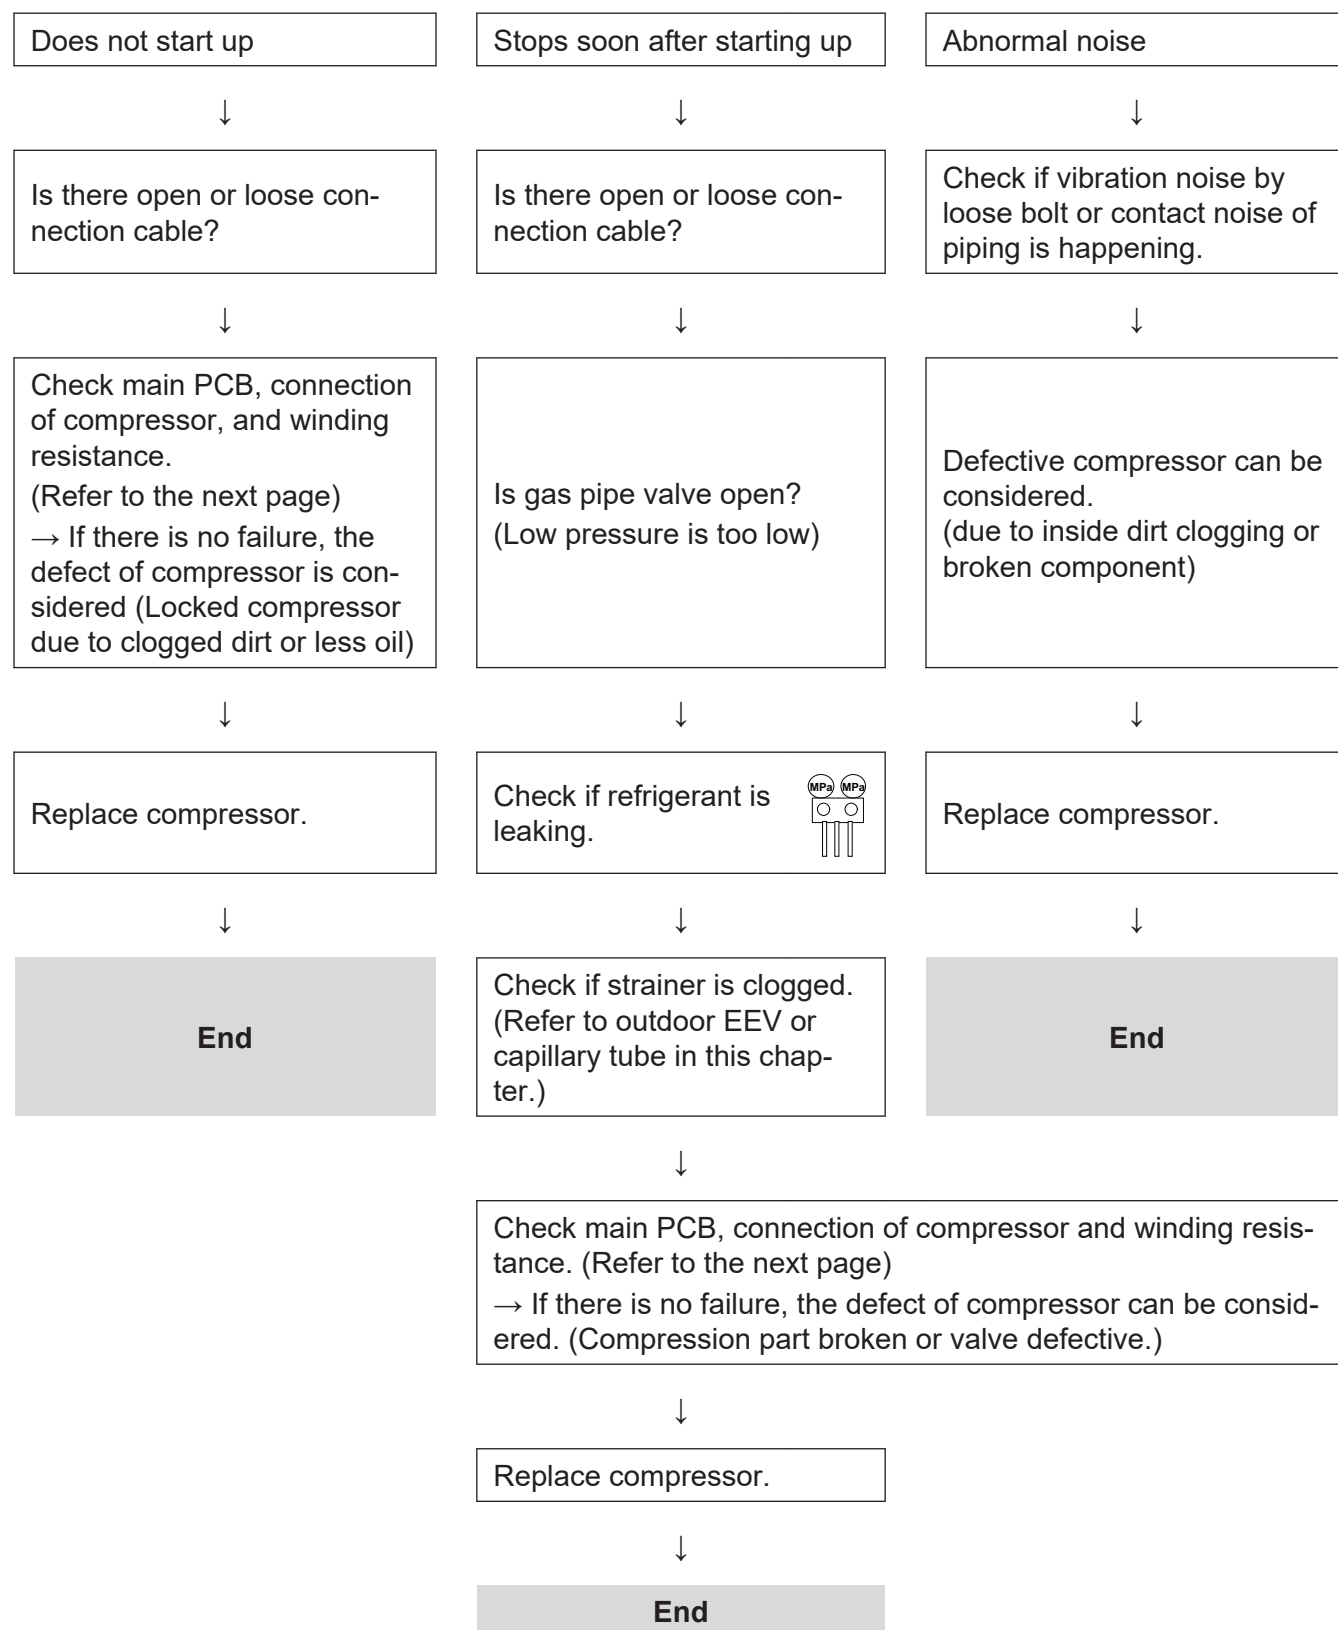 Does not start up
↓
Is there open or loose con-
nection cable?
↓
Check main PCB, connection
of compressor, and winding
resistance.
(Refer to the next page)
→ If there is no failure, the
defect of compressor is con-
sidered (Locked compressor
due to clogged dirt or less oil)
↓
Replace compressor.
↓
End
Stops soon after starting up
↓
Is there open or loose con-
nection cable?
↓
Is gas pipe valve open?
(Low pressure is too low)
↓
Check if refrigerant is
leaking.
MPa MPa
↓
Check if strainer is clogged.
(Refer to outdoor EEV or
capillary tube in this chap-
ter.)
↓
Check main PCB, connection of compressor and winding resis-
tance. (Refer to the next page)
→ If there is no failure, the defect of compressor can be consid-
ered. (Compression part broken or valve defective.)
↓
Replace compressor.
↓
End
Abnormal noise
↓
Check if vibration noise by
loose bolt or contact noise of
piping is happening.
↓
Defective compressor can be
considered.
(due to inside dirt clogging or
broken component)
↓
Replace compressor.
↓
End